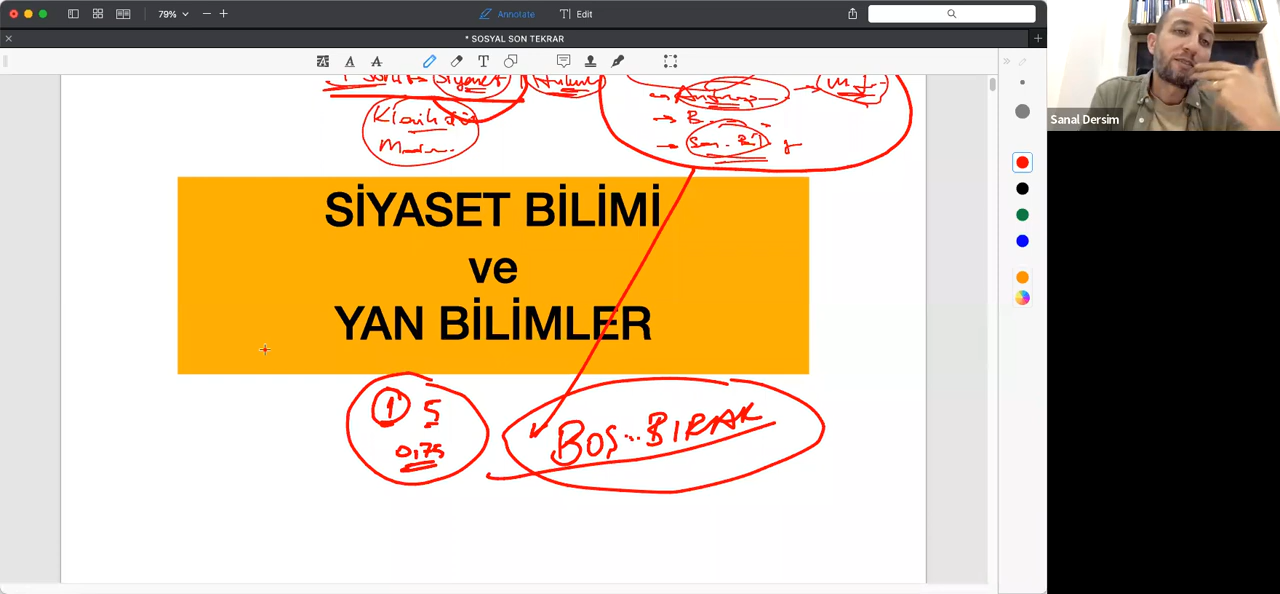 79%
Annotate
Edit
* SOSYAL SON TEKRAR
Klasik
SİYASET BİLİMİ
ve
YAN BİLİMLER
1 S
0,75
BOŞ BIRAK
Sanal Dersim